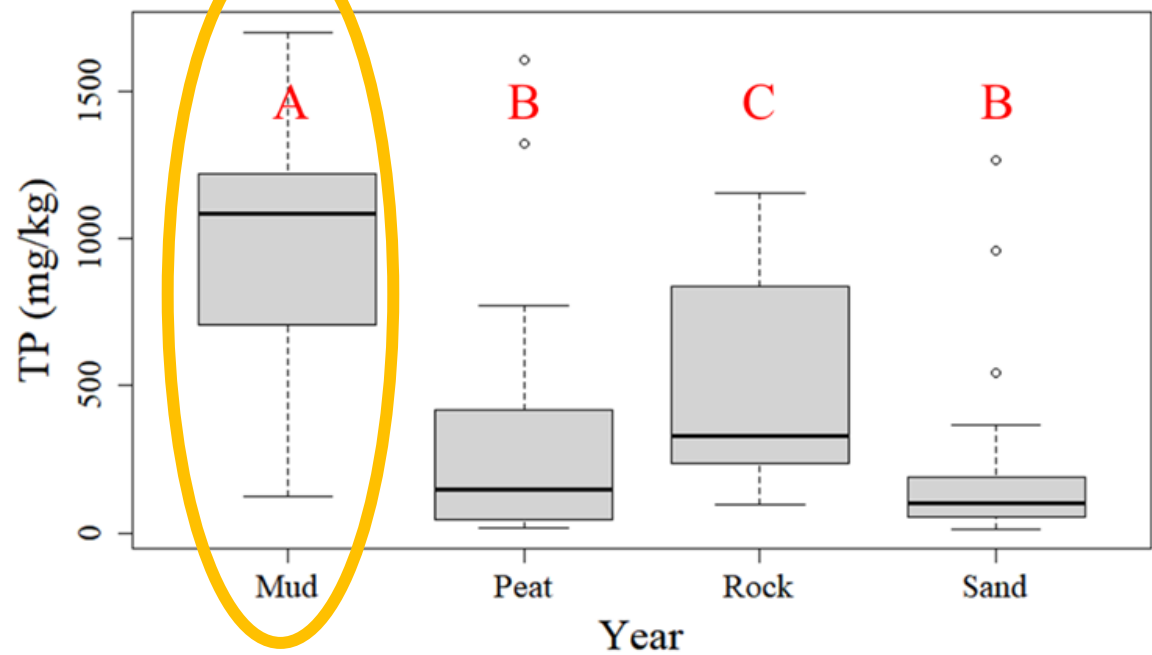 TP (mg/kg)
1500
1000
500
0
A
B
C
B
Mud
Peat
Rock
Sand
Year